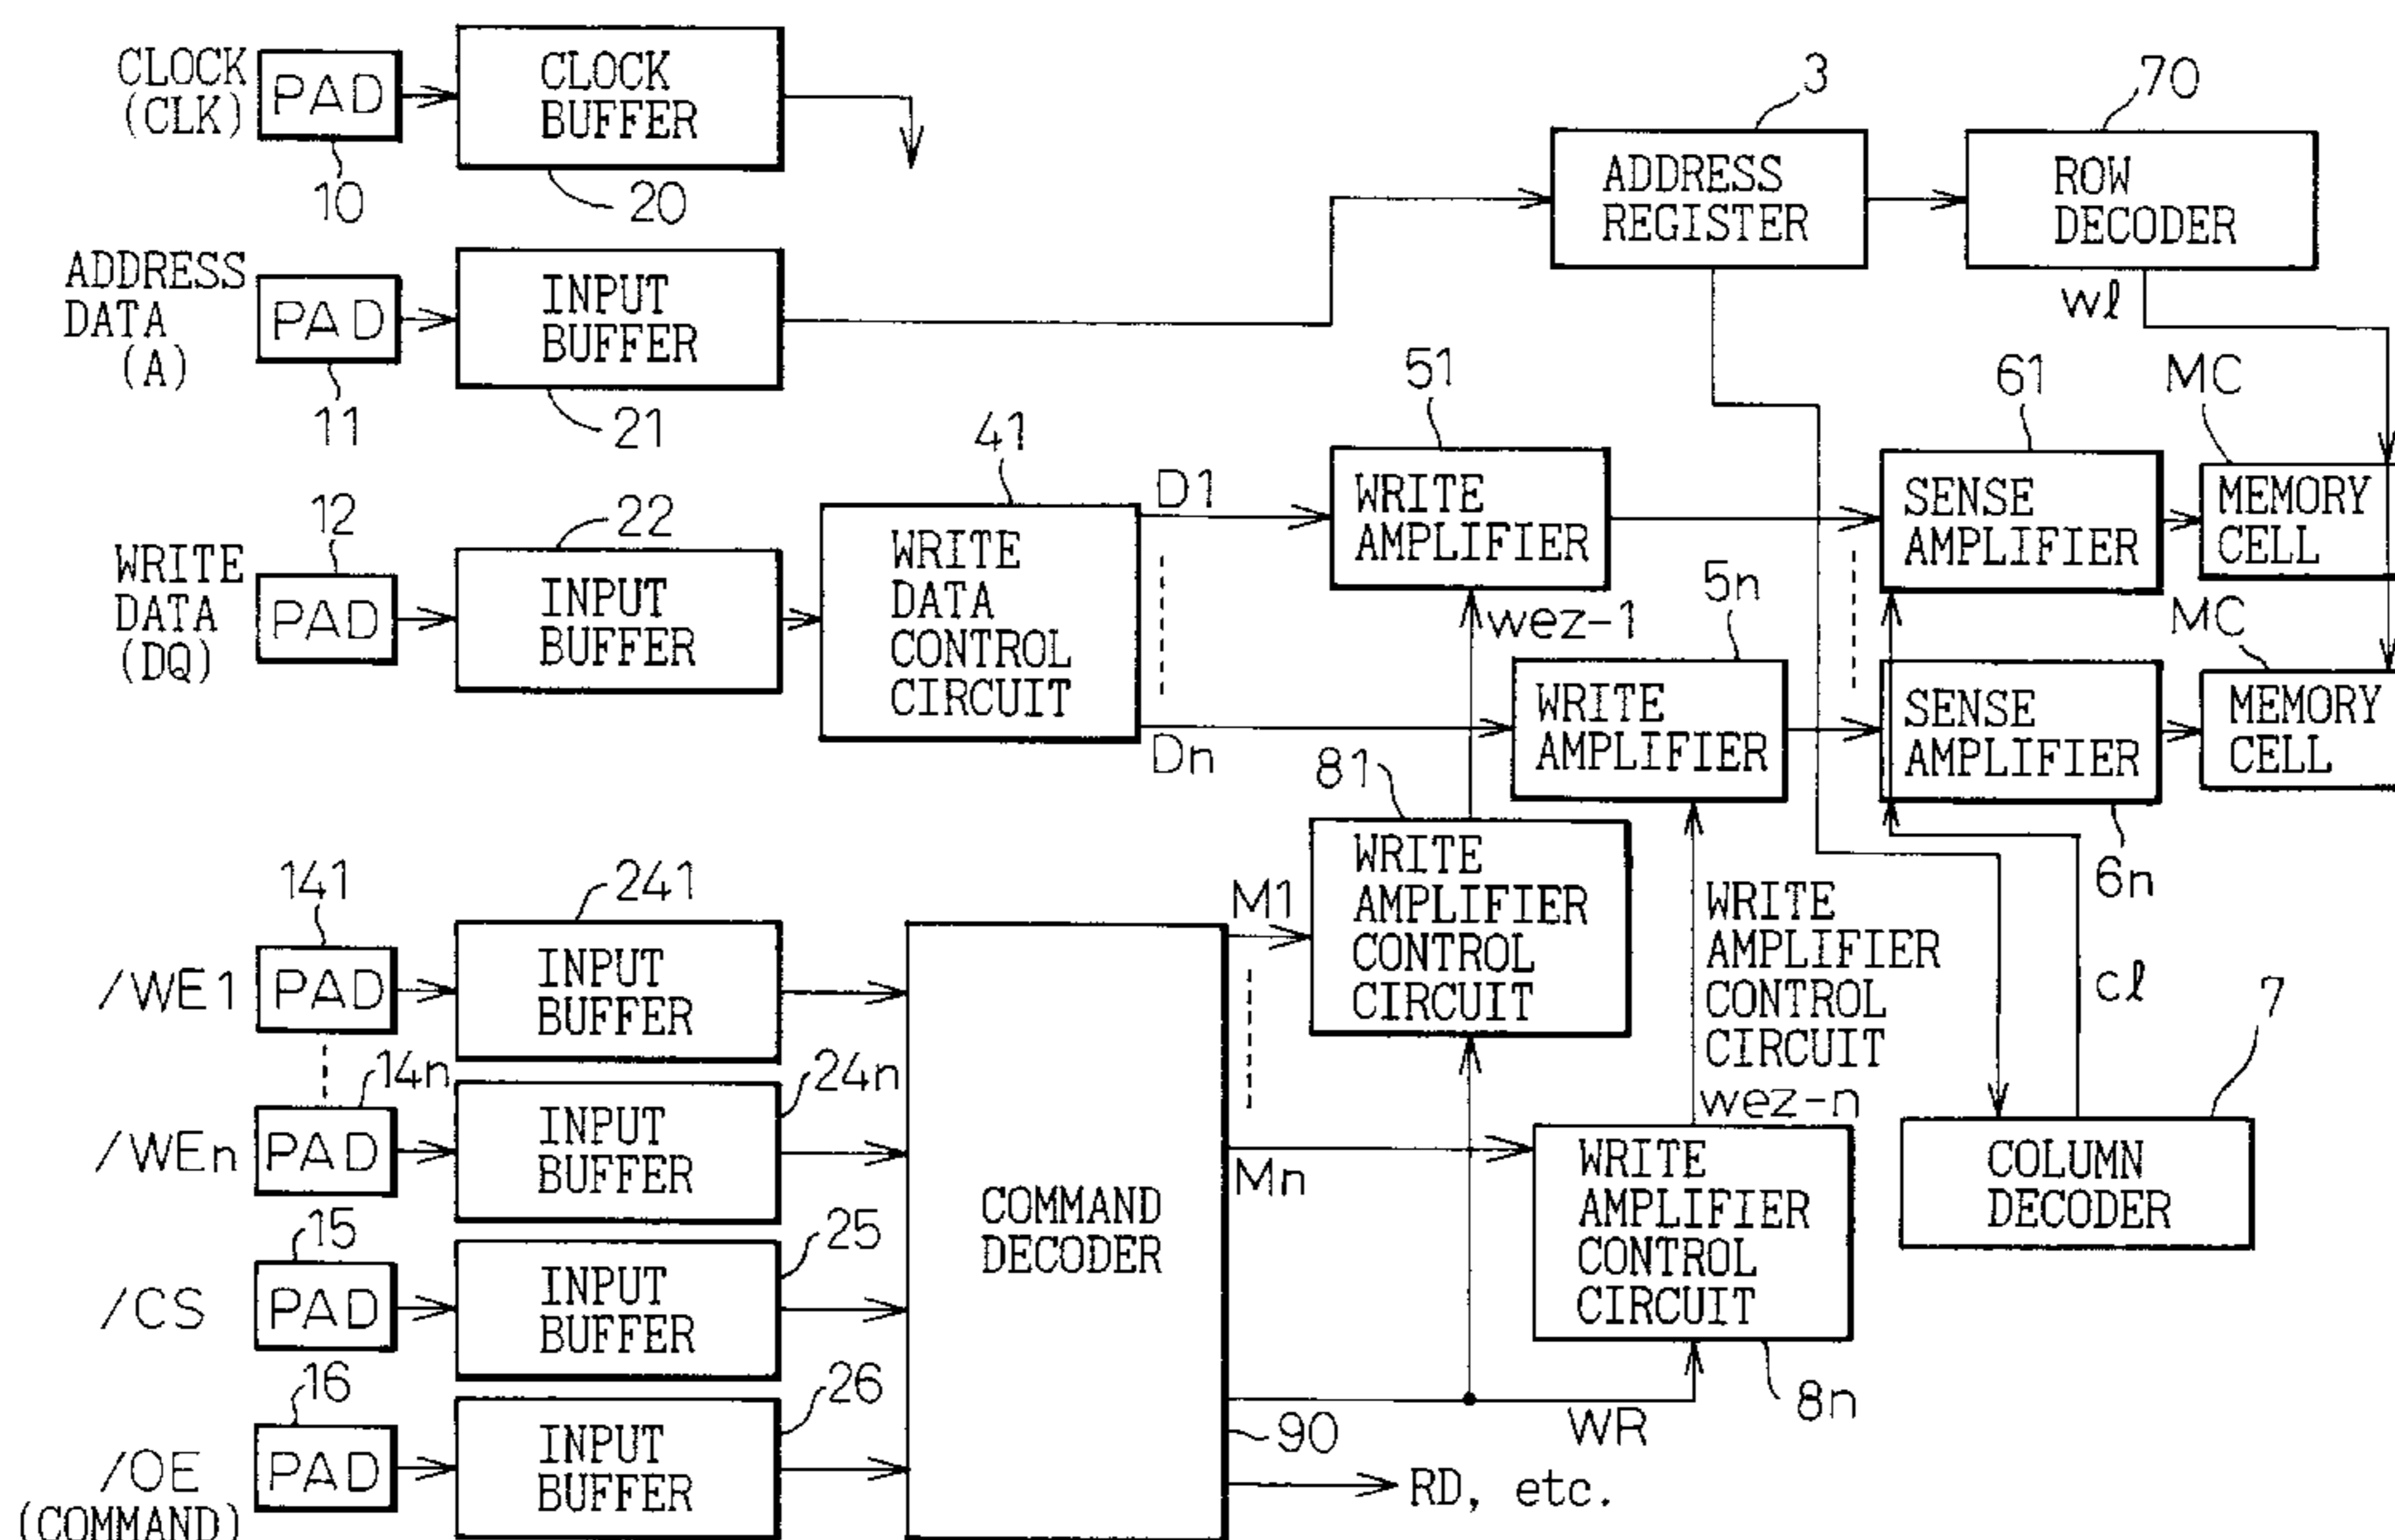 CLOCK
(CLK)
PAD
10
CLOCK
BUFFER
20
3
ADDRESS
REGISTER
70
ROW
DECODER
wℓ
ADDRESS
DATA
(A)
PAD
11
INPUT
BUFFER
21
WRITE
DATA
(DQ)
12
PAD
22
INPUT
BUFFER
41
WRITE
DATA
CONTROL
CIRCUIT
D1
Dn
51
WRITE
AMPLIFIER
wez-1
5n
WRITE
AMPLIFIER
61
SENSE
AMPLIFIER
MC
MEMORY
CELL
SENSE
AMPLIFIER
6n
MC
MEMORY
CELL
141
/WE1
PAD
241
INPUT
BUFFER
14n
/WEn
PAD
24n
INPUT
BUFFER
15
/CS
PAD
25
INPUT
BUFFER
16
/OE
(COMMAND)
PAD
26
INPUT
BUFFER
COMMAND
DECODER
90
M1
Mn
81
WRITE
AMPLIFIER
CONTROL
CIRCUIT
WRITE
AMPLIFIER
CONTROL
CIRCUIT
wez-n
WRITE
AMPLIFIER
CONTROL
CIRCUIT
8n
WR
RD, etc.
cℓ
7
COLUMN
DECODER